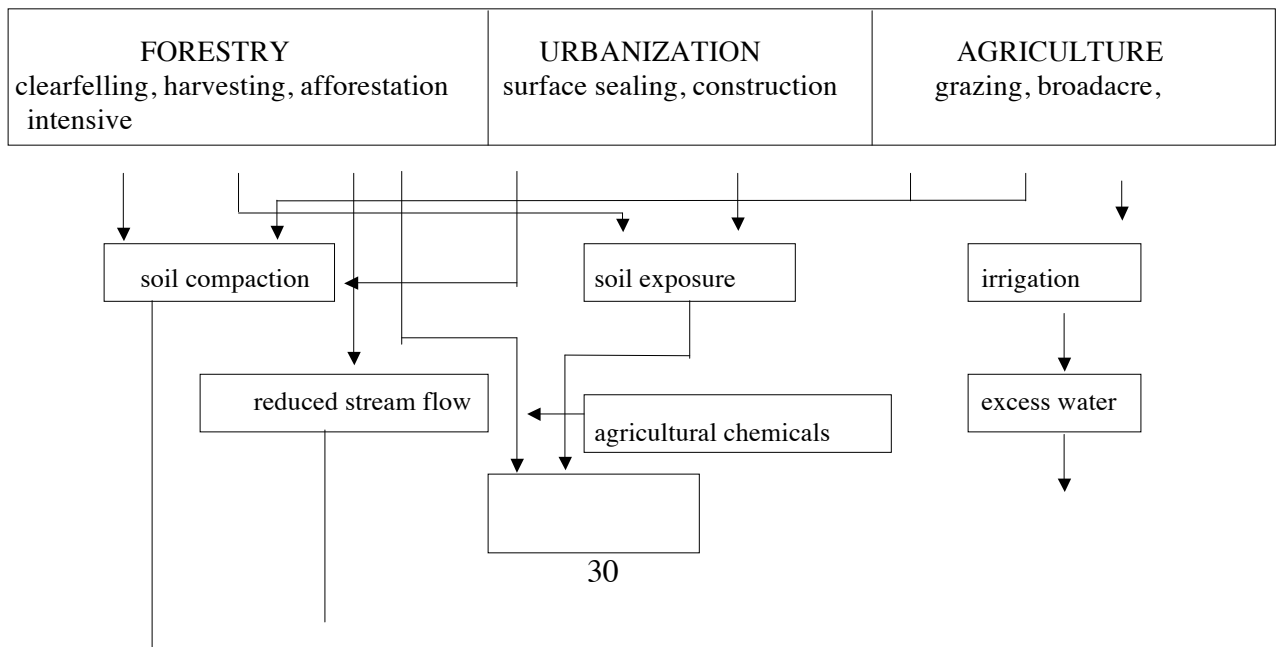 FORESTRY URBANIZATION AGRICULTURE
clearfelling, harvesting, afforestation surface sealing, construction grazing, broadacre,
intensive
soil compaction soil exposure irrigation
reduced stream flow excess water
agricultural chemicals
30